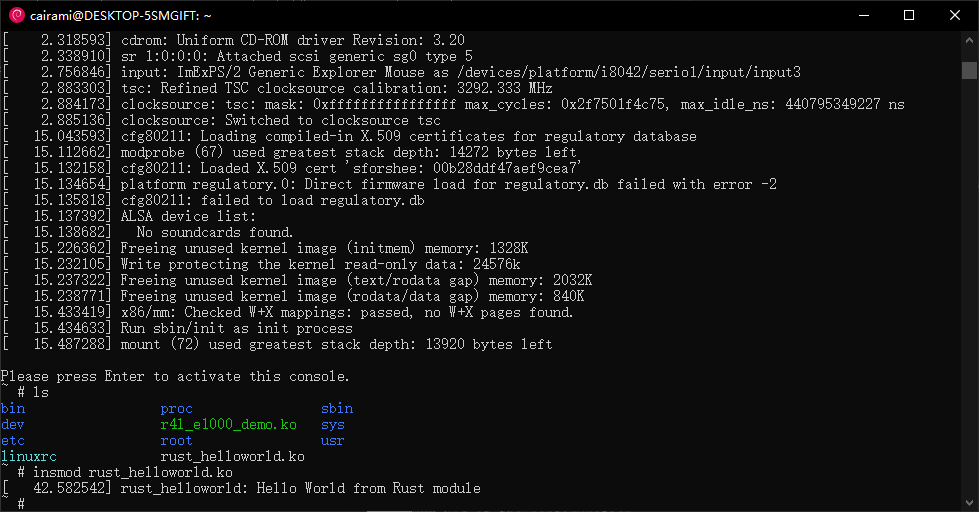 cairami@DESKTOP-5SMGIFT: ~
[    2.318593] cdrom: Uniform CD-ROM driver Revision: 3.20
[    2.338910] sr 1:0:0:0: Attached scsi generic sg0 type 5
[    2.756846] input: ImExPS/2 Generic Explorer Mouse as /devices/platform/i8042/serio1/input/input3
[    2.883303] tsc: Refined TSC clocksource calibration: 3292.333 MHz
[    2.884173] clocksource: tsc: mask: 0xffffffffffffffff max_cycles: 0x2f7501f4c75, max_idle_ns: 440795349227 ns
[    2.885136] clocksource: Switched to clocksource tsc
[   15.043593] cfg80211: Loading compiled-in X.509 certificates for regulatory database
[   15.112662] modprobe (67) used greatest stack depth: 14272 bytes left
[   15.132158] cfg80211: Loaded X.509 cert 'sforshee: 00b28ddf47aef9cea7'
[   15.134654] platform regulatory.0: Direct firmware load for regulatory.db failed with error -2
[   15.135818] cfg80211: failed to load regulatory.db
[   15.137392] ALSA device list:
[   15.138682]   No soundcards found.
[   15.226362] Freeing unused kernel image (initmem) memory: 1328K
[   15.232105] Write protecting the kernel read-only data: 24576k
[   15.237322] Freeing unused kernel image (text/rodata gap) memory: 2032K
[   15.238771] Freeing unused kernel image (rodata/data gap) memory: 840K
[   15.433419] x86/mm: Checked W+X mappings: passed, no W+X pages found.
[   15.434633] Run sbin/init as init process
[   15.487288] mount (72) used greatest stack depth: 13920 bytes left
Please press Enter to activate this console.
~ # ls
bin                 proc                sbin
dev                 r4l_e1000_demo.ko   sys
etc                 root                usr
linuxrc             rust_helloworld.ko
~ # insmod rust_helloworld.ko
[   42.582542] rust_helloworld: Hello World from Rust module
~ #